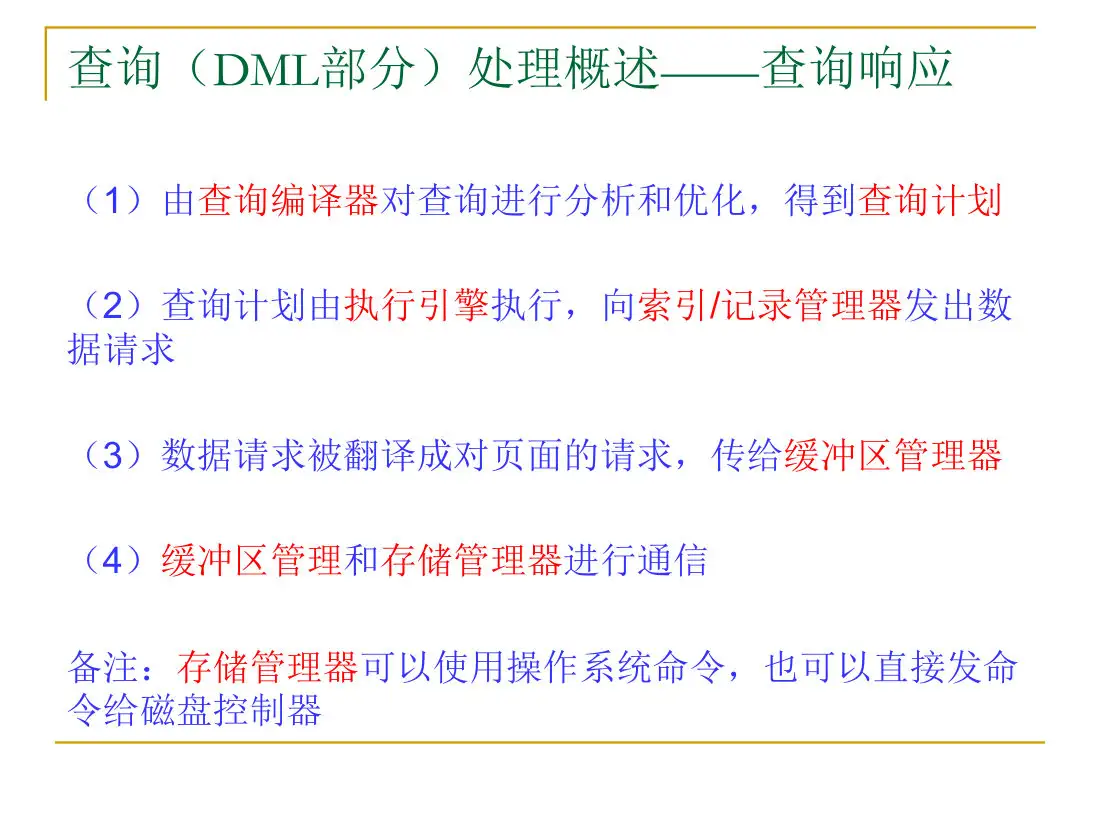 查询（DML部分）处理概述——查询响应
（1）由查询编译器对查询进行分析和优化，得到查询计划
（2）查询计划由执行引擎执行，向索引/记录管理器发出数
据请求
（3）数据请求被翻译成对页面的请求，传给缓冲区管理器
（4）缓冲区管理和存储管理器进行通信
备注：存储管理器可以使用操作系统命令，也可以直接发命
令给磁盘控制器